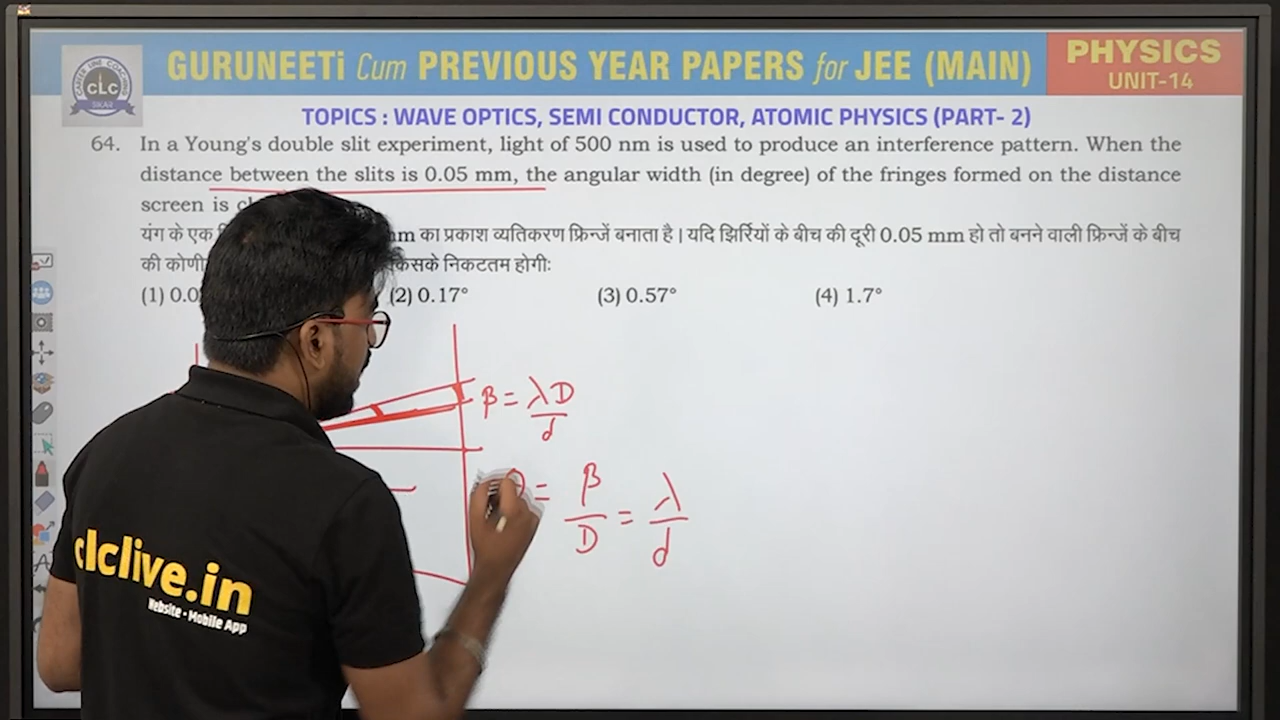 CAREER LINE COACHING
CLC
SIKAR
GURUNEETi Cum PREVIOUS YEAR PAPERS for JEE (MAIN)
PHYSICS
UNIT-14
TOPICS : WAVE OPTICS, SEMI CONDUCTOR, ATOMIC PHYSICS (PART- 2)
64. In a Young's double slit experiment, light of 500 nm is used to produce an interference pattern. When the
distance between the slits is 0.05 mm, the angular width (in degree) of the fringes formed on the distance
screen is
यंग के एक nm का प्रकाश व्यतिकरण फ्रिन्जें बनाता है। यदि झिर्रियों के बीच की दूरी 0.05 mm हो तो बनने वाली फ्रिन्जें के बीच
की कोणी किसके निकटतम होगीः
(1) 0.0 (2) 0.17° (3) 0.57° (4) 1.7°
β = λD/d
= β/D = λ/d
clclive.in
Website • Mobile App